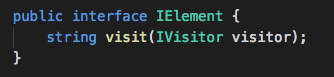 public interface IElement {
    string visit(IVisitor visitor);
}